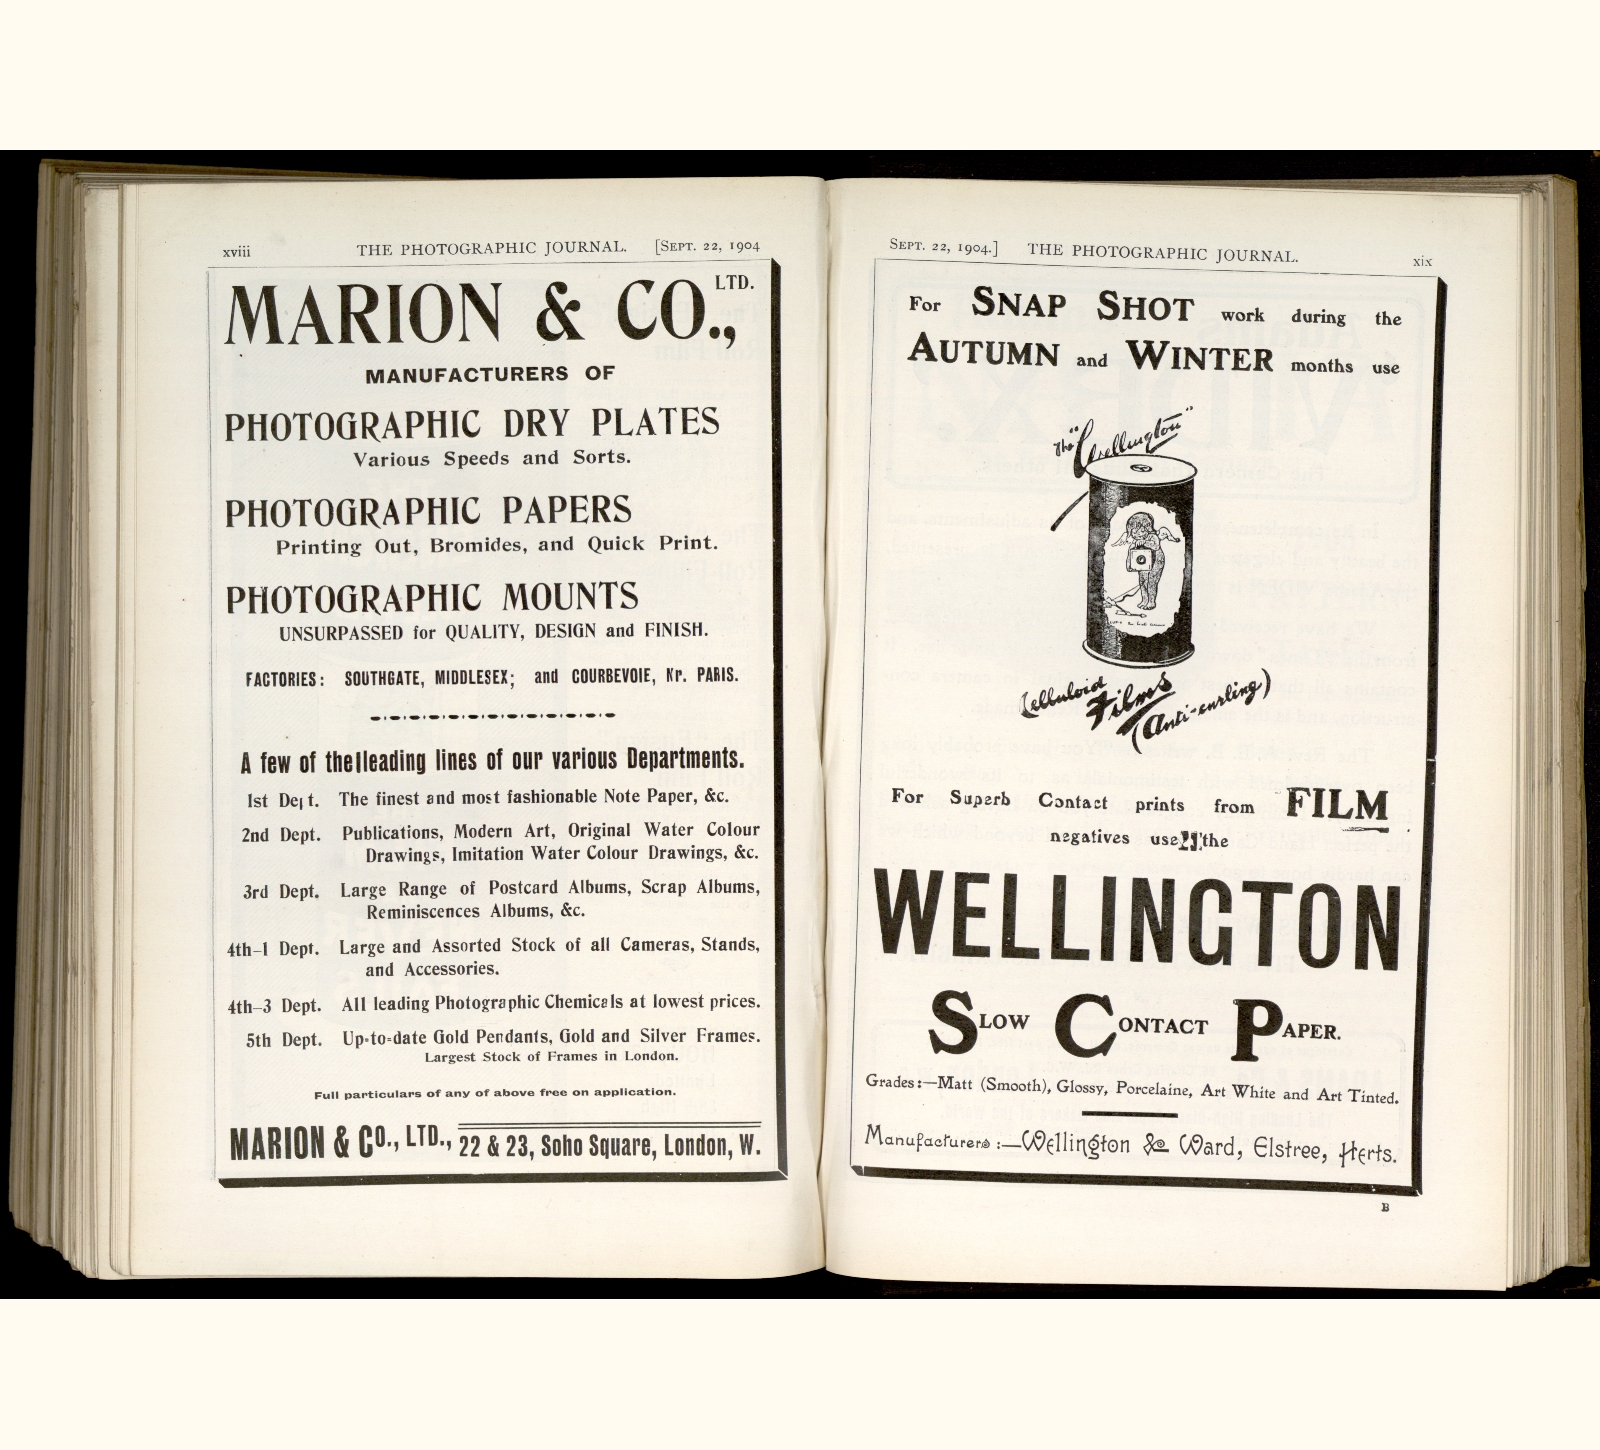 xviii THE PHOTOGRAPHIC JOURNAL. [SEPT. 22, 1904
MARION & CO., LTD.
MANUFACTURERS OF
PHOTOGRAPHIC DRY PLATES
Various Speeds and Sorts.
PHOTOGRAPHIC PAPERS
Printing Out, Bromides, and Quick Print.
PHOTOGRAPHIC MOUNTS
UNSURPASSED for QUALITY, DESIGN and FINISH.
FACTORIES: SOUTHGATE, MIDDLESEX; and COURBEVOIE, Nr. PARIS.
A few of the leading lines of our various Departments.
1st Dept. The finest and most fashionable Note Paper, &c.
2nd Dept. Publications, Modern Art, Original Water Colour
Drawings, Imitation Water Colour Drawings, &c.
3rd Dept. Large Range of Postcard Albums, Scrap Albums,
Reminiscences Albums, &c.
4th-1 Dept. Large and Assorted Stock of all Cameras, Stands,
and Accessories.
4th-3 Dept. All leading Photographic Chemicals at lowest prices.
5th Dept. Up-to-date Gold Pendants, Gold and Silver Frames.
Largest Stock of Frames in London.
Full particulars of any of above free on application.
MARION & CO., LTD., 22 & 23, Soho Square, London, W.
SEPT. 22, 1904.] THE PHOTOGRAPHIC JOURNAL. xix
For SNAP SHOT work during the
AUTUMN and WINTER months use
The "Wellington"
Celluloid Films
(Anti-curling)
For Superb Contact prints from FILM
negatives use the
WELLINGTON
SLOW CONTACT PAPER.
Grades:—Matt (Smooth), Glossy, Porcelaine, Art White and Art Tinted.
Manufacturers:—Wellington & Ward, Elstree, Herts.
B